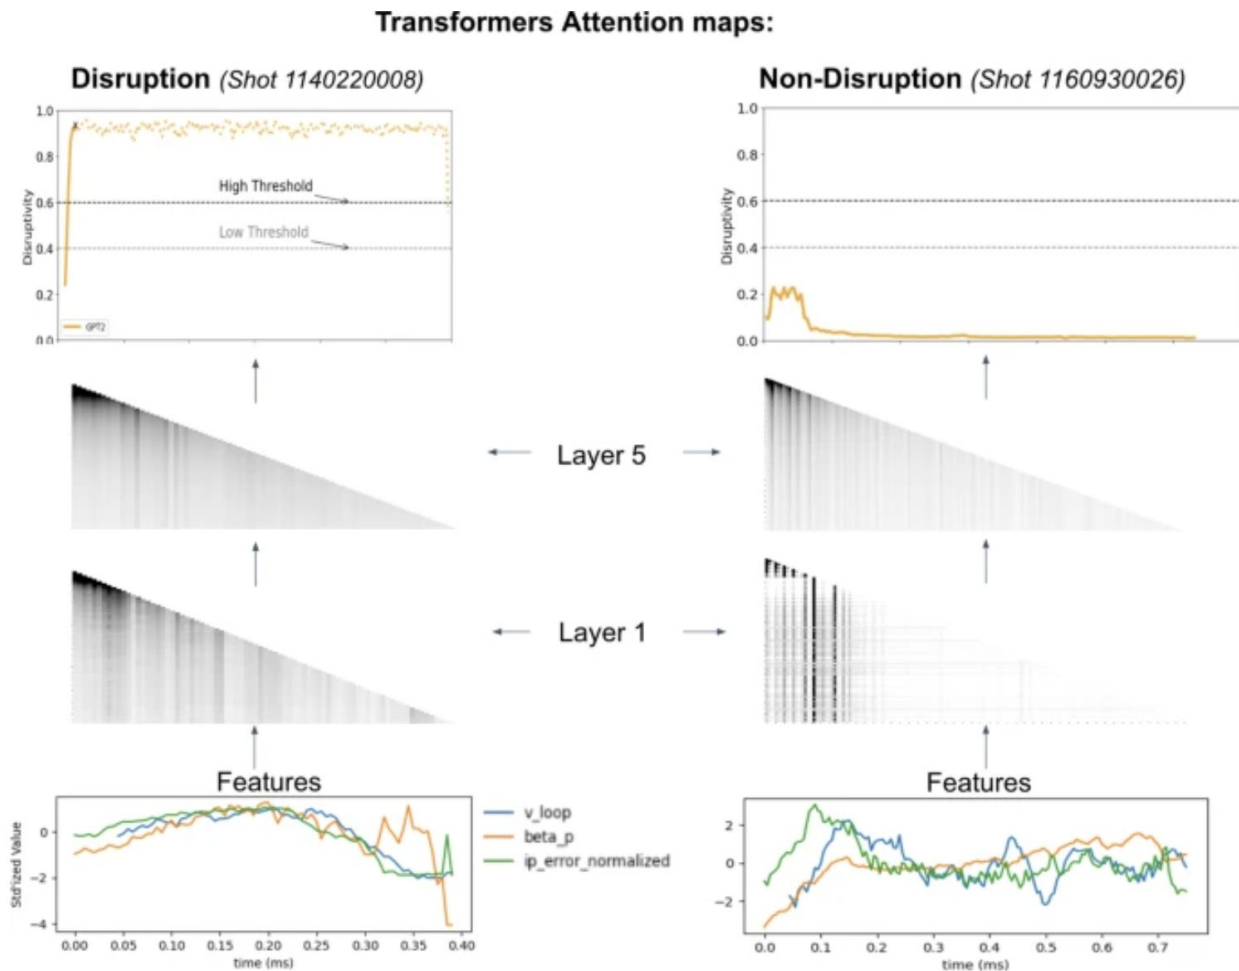 Transformers Attention maps:
Disruption (Shot 1140220008)
Non-Disruption (Shot 1160930026)
1.0
0.8
0.6
0.4
0.2
0.0
Disruptivity
High Threshold
Low Threshold
GPT2
1.0
0.8
0.6
0.4
0.2
0.0
Disruptivity
Layer 5
Layer 1
Features
Features
0
−2
−4
Std'ized Value
0.00 0.05 0.10 0.15 0.20 0.25 0.30 0.35 0.40
time (ms)
v_loop
beta_p
ip_error_normalized
2
0
−2
0.0 0.1 0.2 0.3 0.4 0.5 0.6 0.7
time (ms)